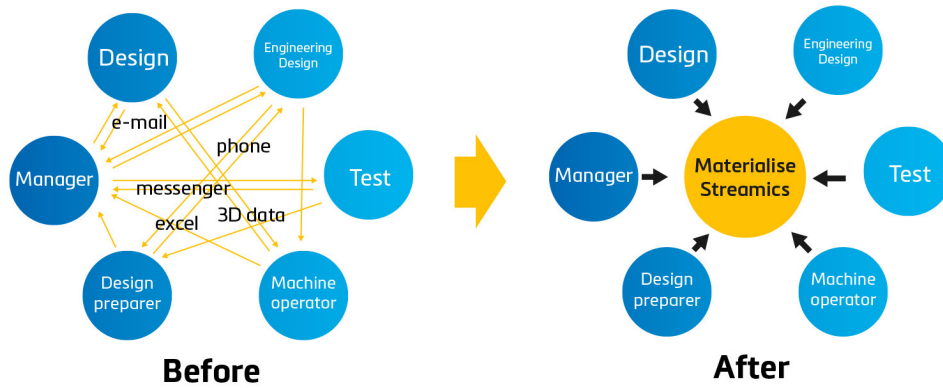 Design
Engineering
Design
e-mail
phone
Manager
messenger
Test
excel
3D data
Design
preparer
Machine
operator
Before
Design
Engineering
Design
Manager
Materialise
Streamics
Test
Design
preparer
Machine
operator
After